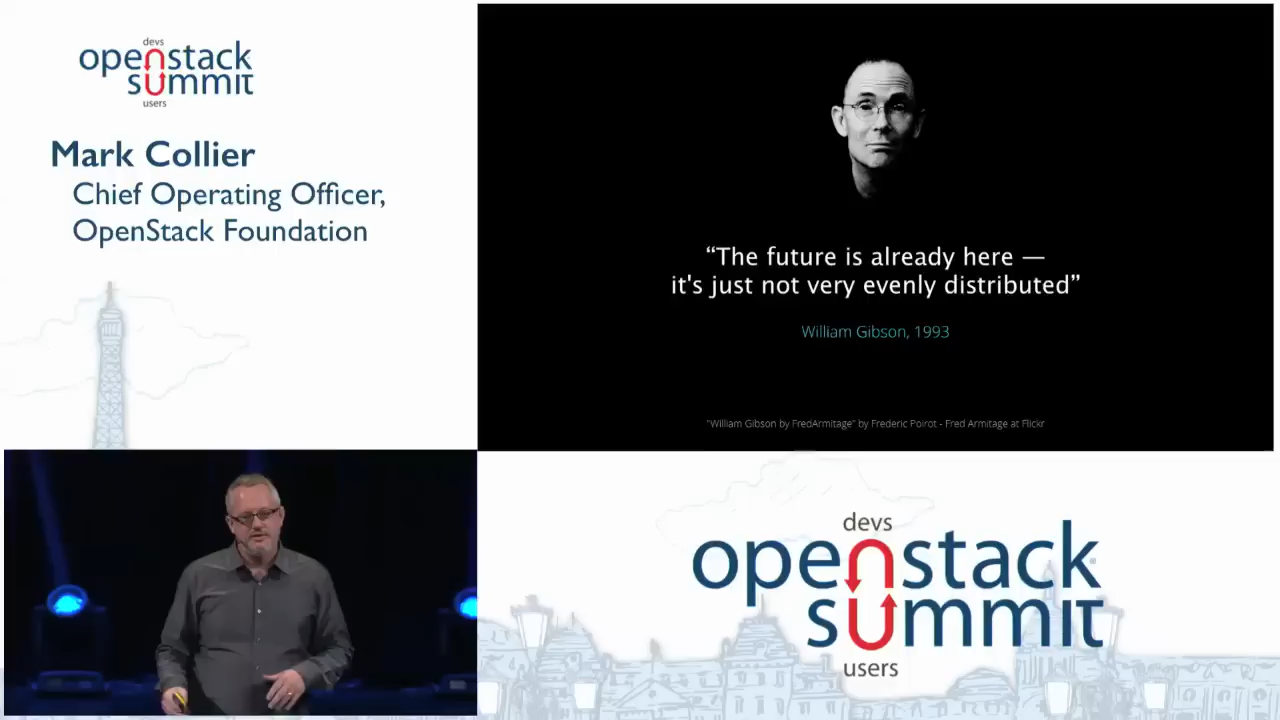 devs
openstack
summit
users
Mark Collier
Chief Operating Officer,
OpenStack Foundation
“The future is already here —
it's just not very evenly distributed”
William Gibson, 1993
"William Gibson by FredArmitage" by Frederic Poirot - Fred Armitage at Flickr
devs
openstack
summit
users